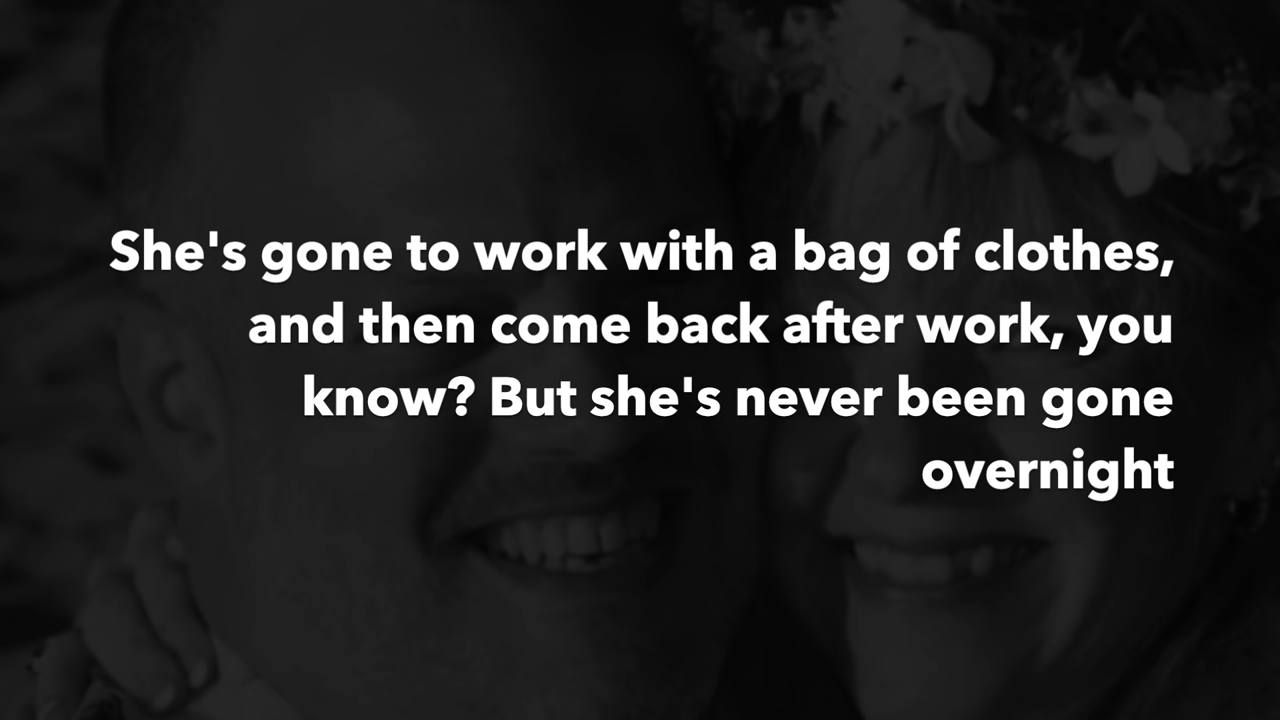 She's gone to work with a bag of clothes,
and then come back after work, you
know? But she's never been gone
overnight